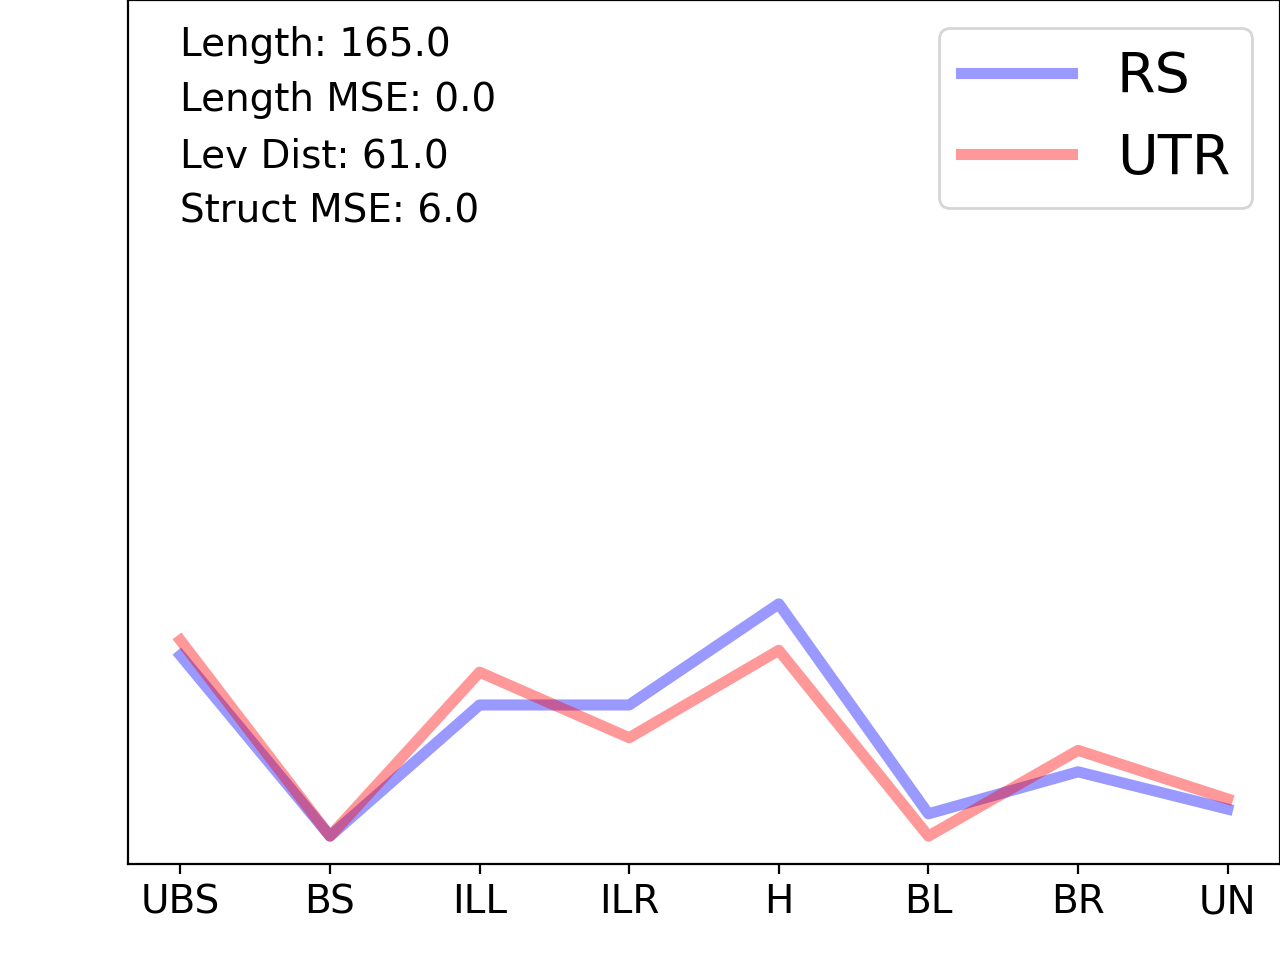 Length: 165.0
Length MSE: 0.0
Lev Dist: 61.0
Struct MSE: 6.0
RS
UTR
UBS BS ILL ILR H BL BR UN